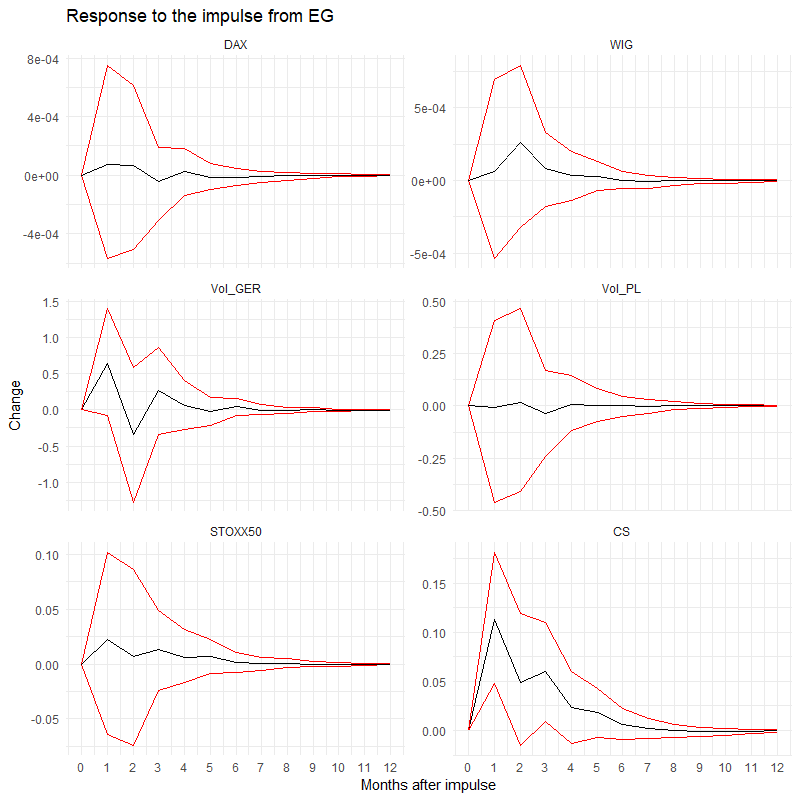 Response to the impulse from EG
DAX
WIG
8e-04
4e-04
0e+00
-4e-04
5e-04
0e+00
-5e-04
Vol_GER
Vol_PL
1.5
1.0
0.5
0.0
-0.5
-1.0
0.50
0.25
0.00
-0.25
-0.50
Change
STOXX50
CS
0.10
0.05
0.00
-0.05
0.15
0.10
0.05
0.00
0 1 2 3 4 5 6 7 8 9 10 11 12
0 1 2 3 4 5 6 7 8 9 10 11 12
Months after impulse